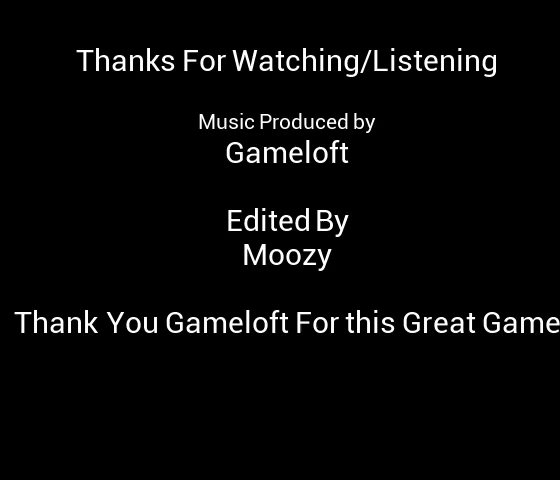 Thanks For Watching/Listening
Music Produced by
Gameloft
Edited By
Moozy
Thank You Gameloft For this Great Game